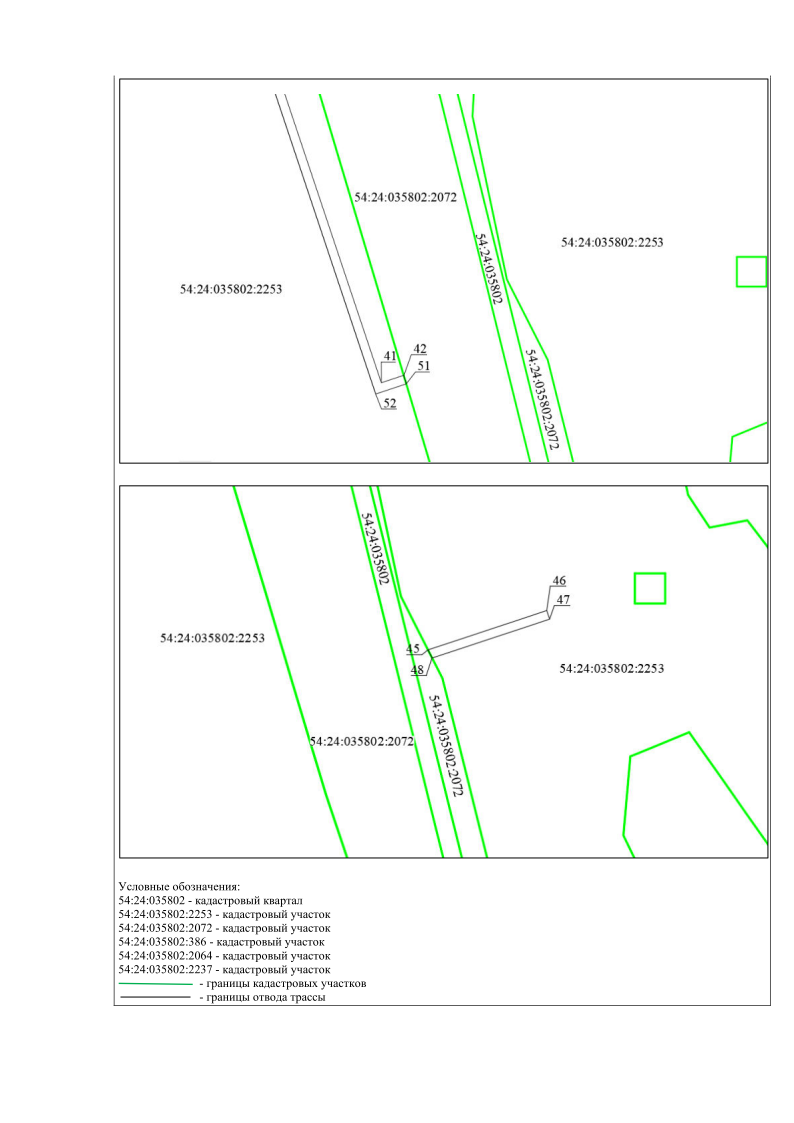 54:24:035802:2072
54:24:035802:2253
54:24:035802
54:24:035802:2253
41
42
51
54:24:035802:2072
52
54:24:035802
46
47
54:24:035802:2253
45
48
54:24:035802:2253
54:24:035802:2072
54:24:035802:2072
Условные обозначения:
54:24:035802 - кадастровый квартал
54:24:035802:2253 - кадастровый участок
54:24:035802:2072 - кадастровый участок
54:24:035802:386 - кадастровый участок
54:24:035802:2064 - кадастровый участок
54:24:035802:2237 - кадастровый участок
- границы кадастровых участков
- границы отвода трассы